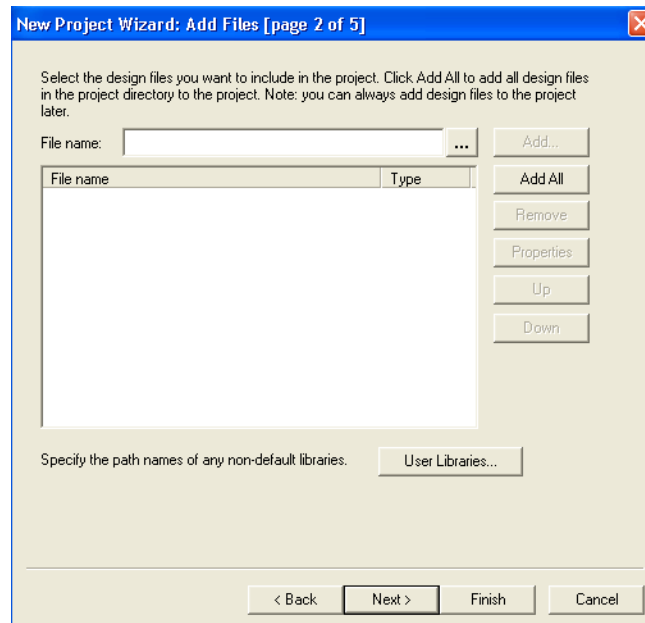 New Project Wizard: Add Files [page 2 of 5]
Select the design files you want to include in the project. Click Add All to add all design files
in the project directory to the project. Note: you can always add design files to the project
later.
File name: ... Add...
File name Type Add All
Remove
Properties
Up
Down
Specify the path names of any non-default libraries. User Libraries...
< Back Next > Finish Cancel